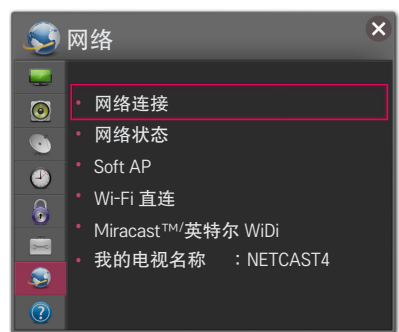 网络
网络连接
网络状态
Soft AP
Wi-Fi 直连
Miracast™/英特尔 WiDi
我的电视名称 : NETCAST4